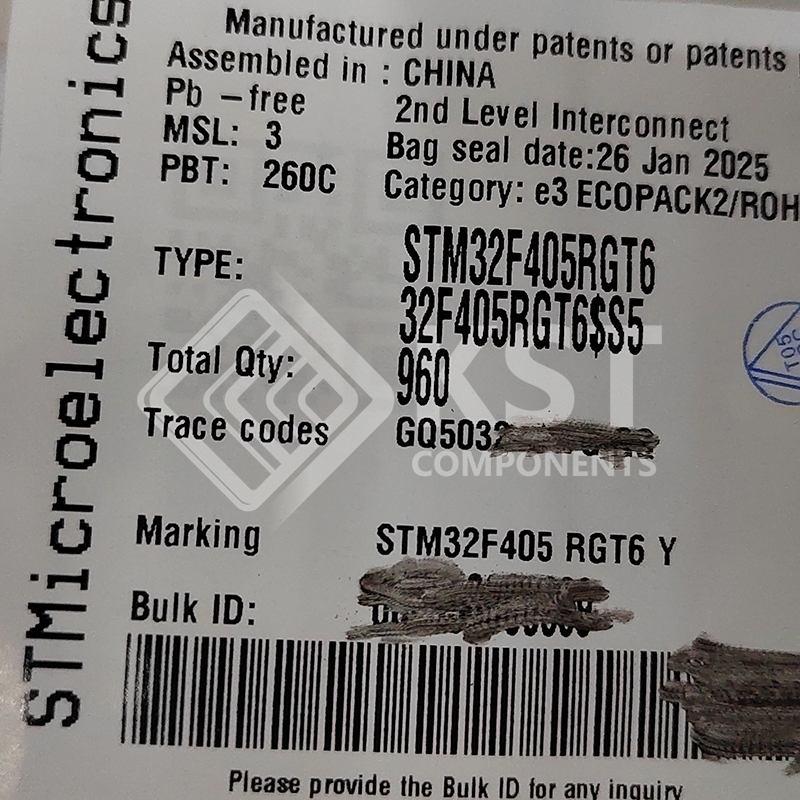 STMicroelectronics
Manufactured under patents or patents
Assembled in : CHINA
Pb -free 2nd Level Interconnect
MSL: 3 Bag seal date:26 Jan 2025
PBT: 260C Category: e3 ECOPACK2/ROH
TYPE: STM32F405RGT6
32F405RGT6$S5
Total Qty: 960
Trace codes GQ503
Marking STM32F405 RGT6 Y
Bulk ID:
Please provide the Bulk ID for any inquiry
KST
COMPONENTS
T05